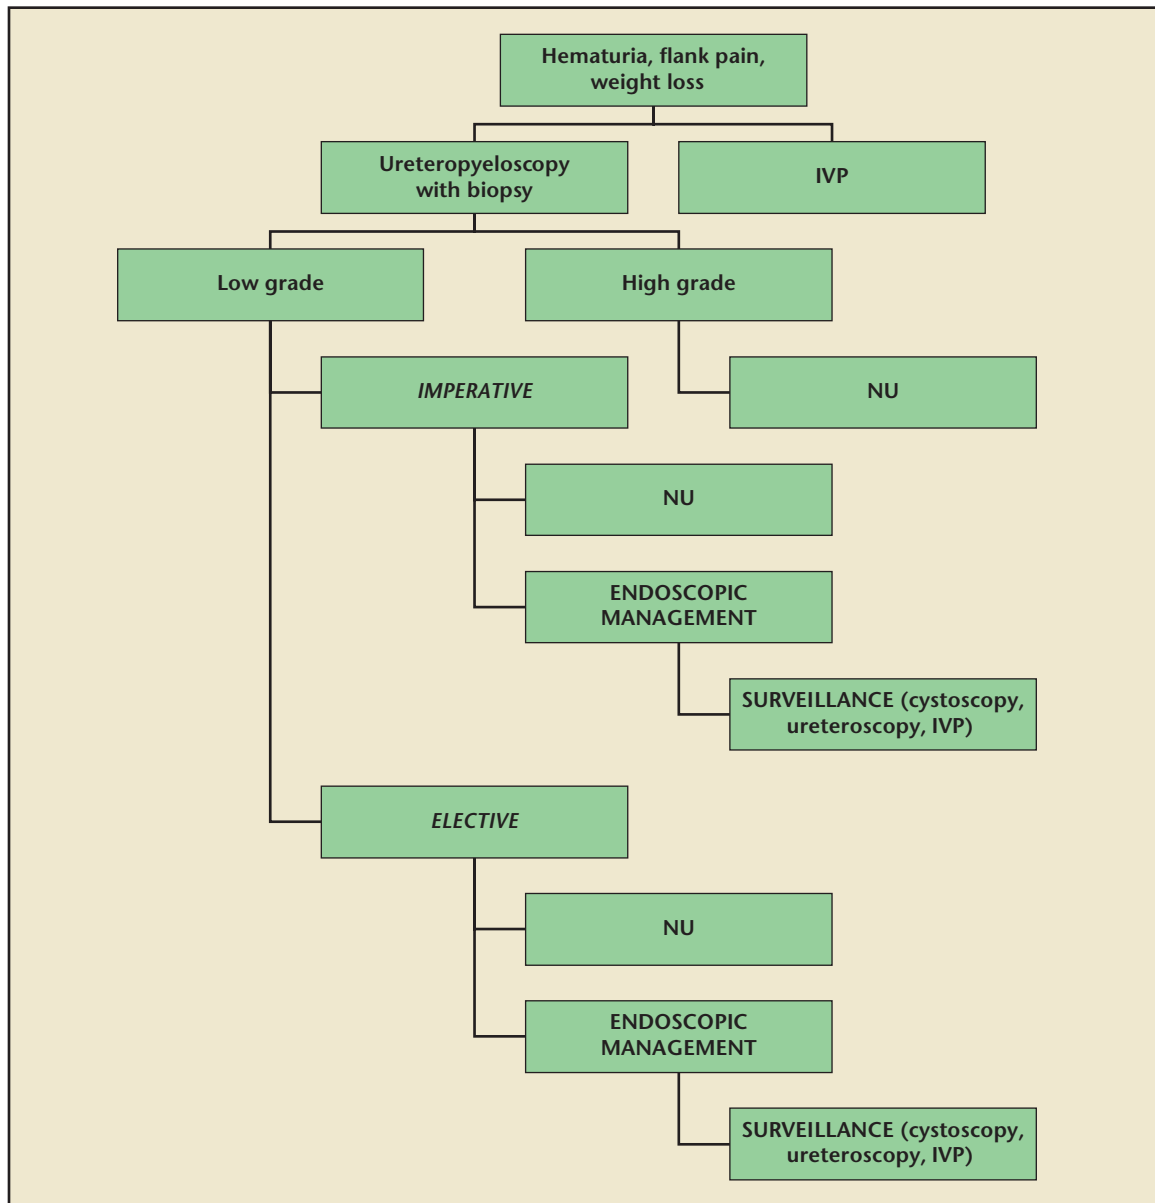 Hematuria, flank pain,
weight loss
Ureteropyeloscopy
with biopsy
IVP
Low grade
High grade
IMPERATIVE
NU
NU
ENDOSCOPIC
MANAGEMENT
SURVEILLANCE (cystoscopy,
ureteroscopy, IVP)
ELECTIVE
NU
ENDOSCOPIC
MANAGEMENT
SURVEILLANCE (cystoscopy,
ureteroscopy, IVP)